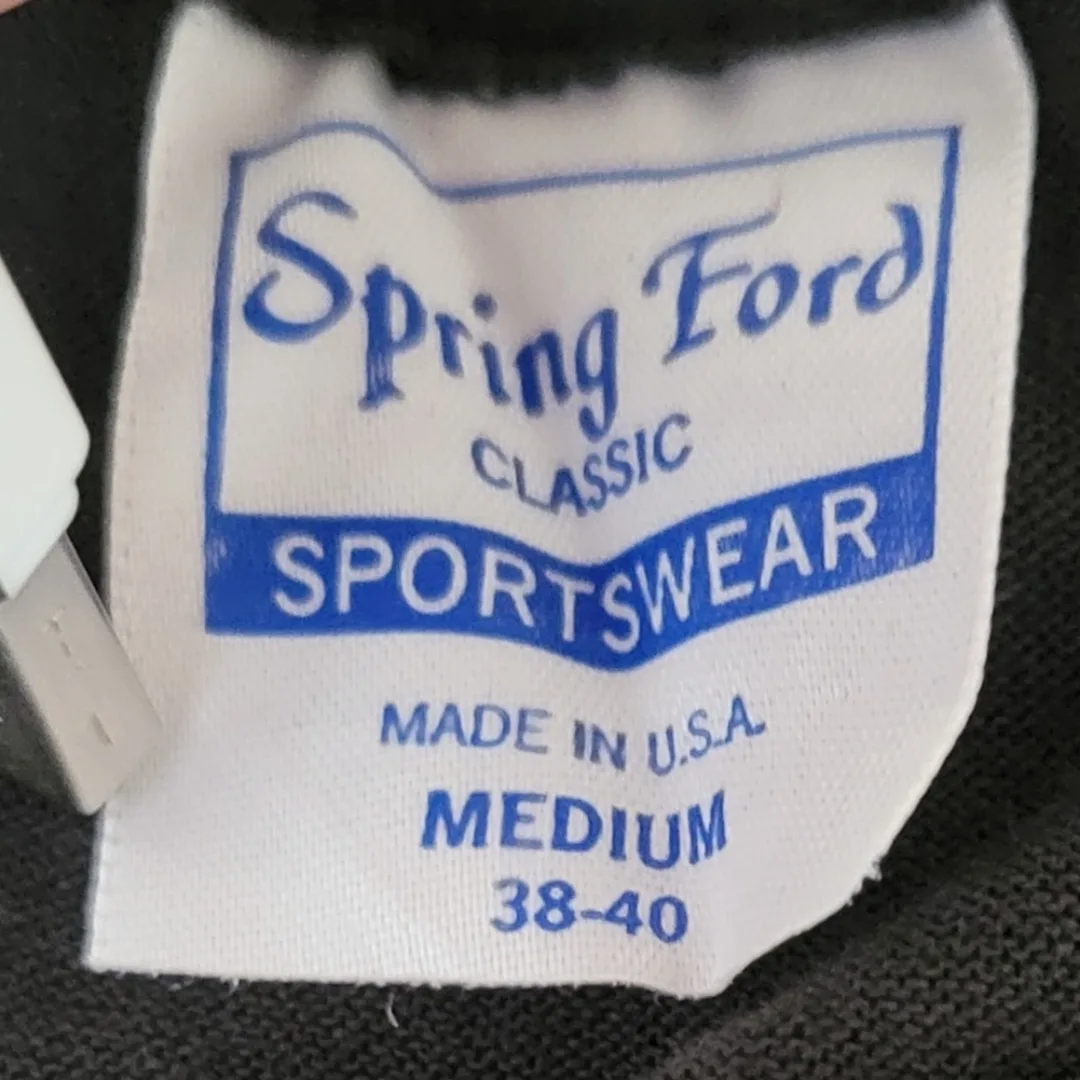 Spring Ford
CLASSIC
SPORTSWEAR
MADE IN U.S.A.
MEDIUM
38-40